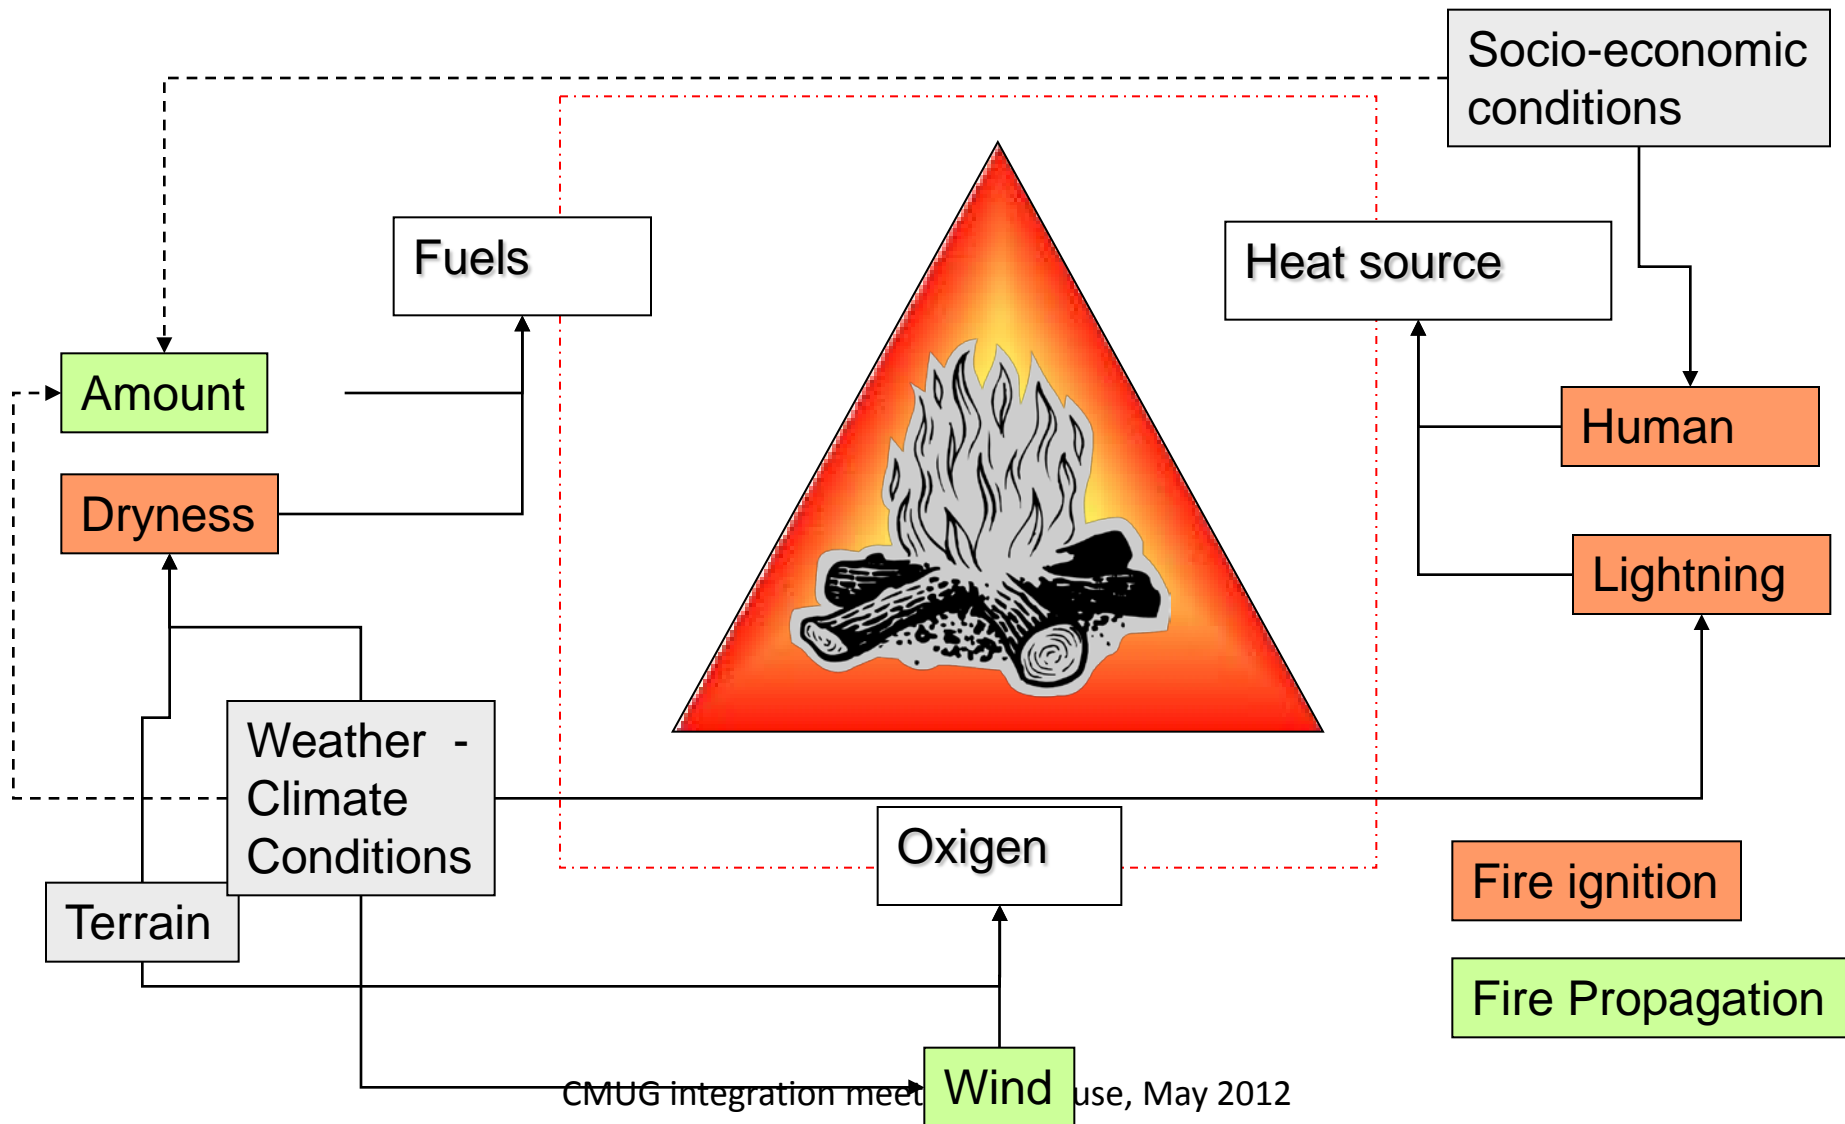 Socio-economic
conditions
Fuels
Heat source
Amount
Human
Dryness
Lightning
Weather -
Climate
Conditions
Oxigen
Terrain
Fire ignition
Fire Propagation
Wind
CMUG integration meet use, May 2012